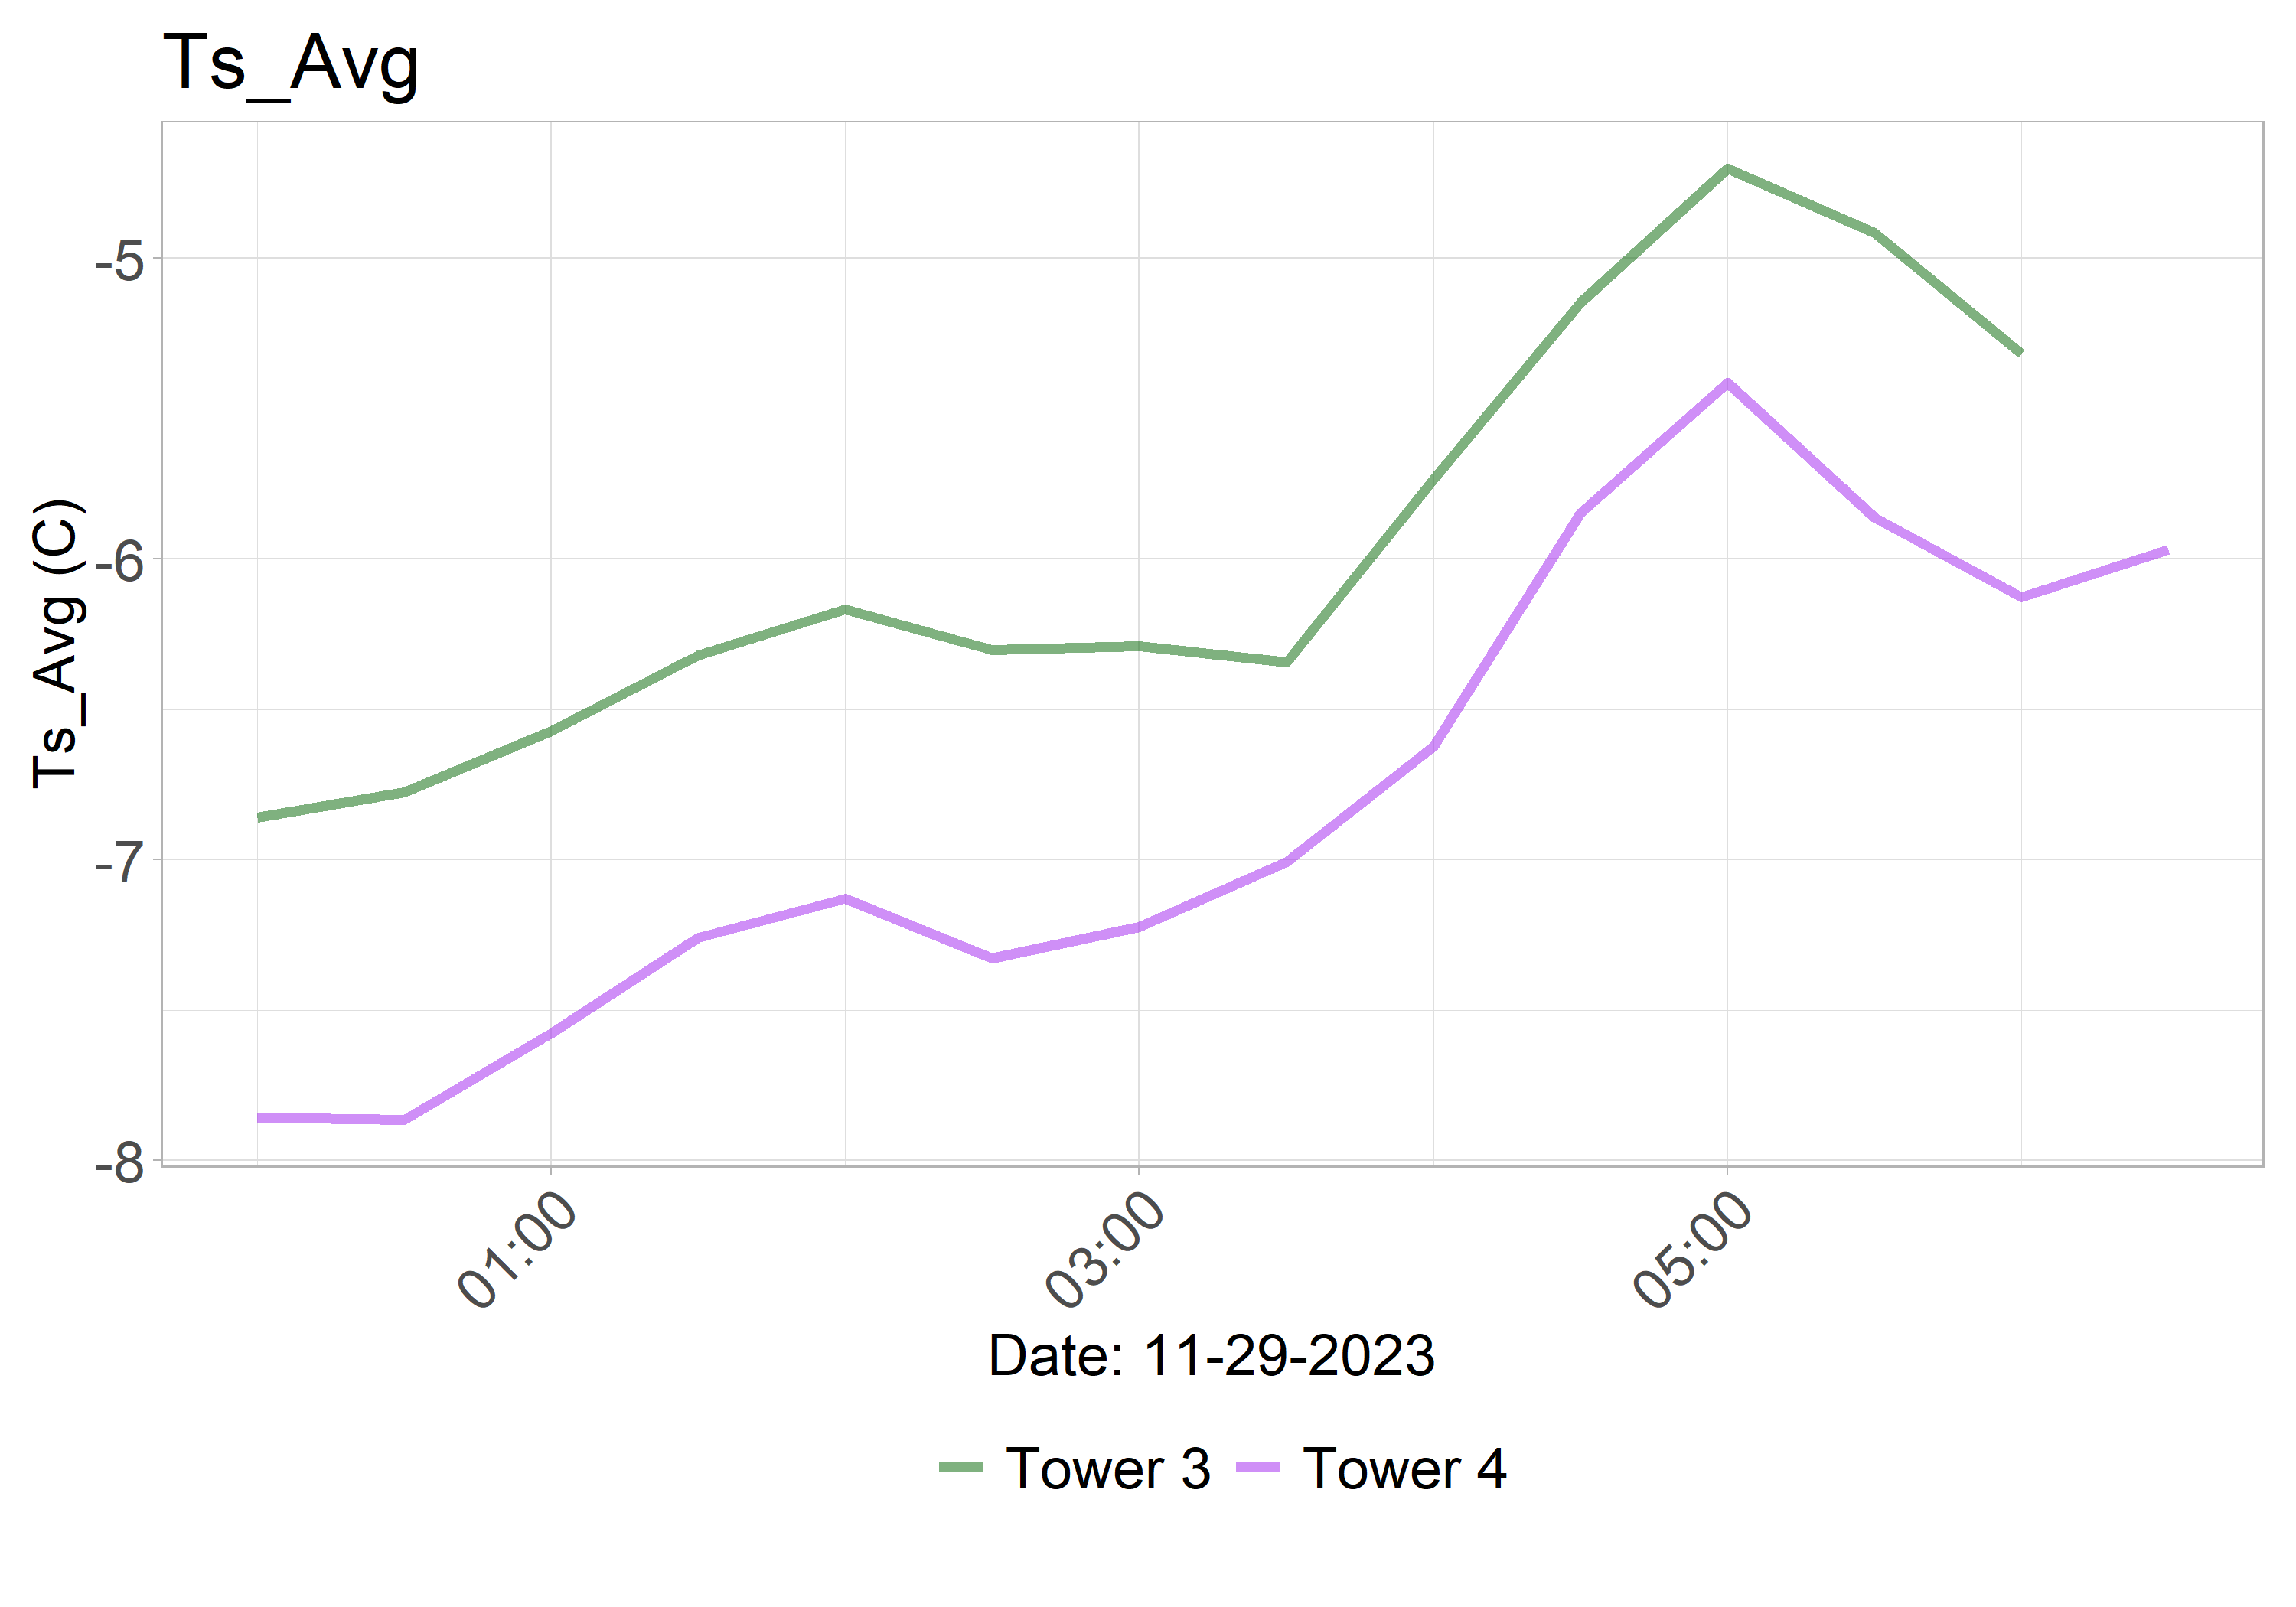 Ts_Avg
Ts_Avg (C)
-5
-6
-7
-8
01:00 03:00 05:00
Date: 11-29-2023
Tower 3 Tower 4